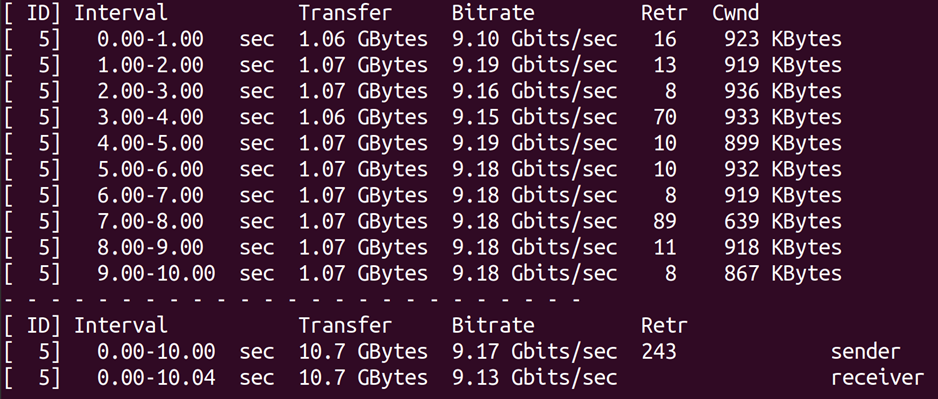 [ ID] Interval           Transfer     Bitrate         Retr  Cwnd
[  5]   0.00-1.00   sec  1.06 GBytes  9.10 Gbits/sec   16    923 KBytes
[  5]   1.00-2.00   sec  1.07 GBytes  9.19 Gbits/sec   13    919 KBytes
[  5]   2.00-3.00   sec  1.07 GBytes  9.16 Gbits/sec    8    936 KBytes
[  5]   3.00-4.00   sec  1.06 GBytes  9.15 Gbits/sec   70    933 KBytes
[  5]   4.00-5.00   sec  1.07 GBytes  9.19 Gbits/sec   10    899 KBytes
[  5]   5.00-6.00   sec  1.07 GBytes  9.18 Gbits/sec   10    932 KBytes
[  5]   6.00-7.00   sec  1.07 GBytes  9.18 Gbits/sec    8    919 KBytes
[  5]   7.00-8.00   sec  1.07 GBytes  9.18 Gbits/sec   89    639 KBytes
[  5]   8.00-9.00   sec  1.07 GBytes  9.18 Gbits/sec   11    918 KBytes
[  5]   9.00-10.00  sec  1.07 GBytes  9.18 Gbits/sec    8    867 KBytes
- - - - - - - - - - - - - - - - - - - - - - - - -
[ ID] Interval           Transfer     Bitrate         Retr
[  5]   0.00-10.00  sec  10.7 GBytes  9.17 Gbits/sec  243             sender
[  5]   0.00-10.04  sec  10.7 GBytes  9.13 Gbits/sec                  receiver